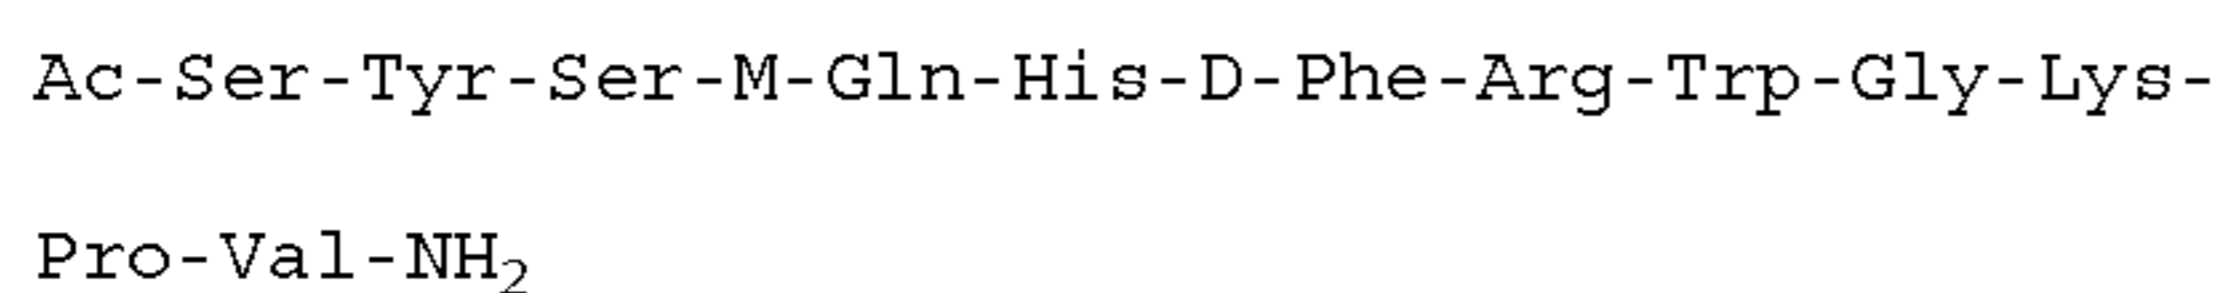 Ac-Ser-Tyr-Ser-M-Gln-His-D-Phe-Arg-Trp-Gly-Lys-
Pro-Val-NH₂